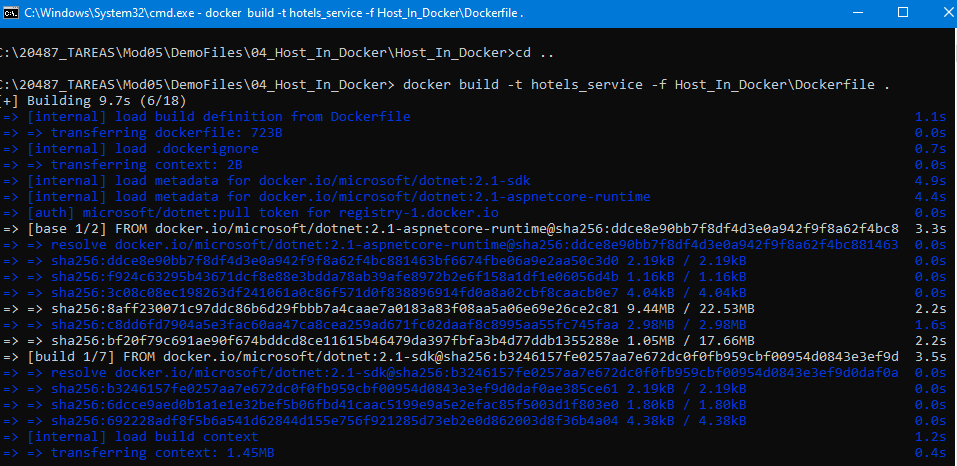 C:\Windows\System32\cmd.exe - docker build -t hotels_service -f Host_In_Docker\Dockerfile .
C:\20487_TAREAS\Mod05\DemoFiles\04_Host_In_Docker\Host_In_Docker>cd ..
C:\20487_TAREAS\Mod05\DemoFiles\04_Host_In_Docker> docker build -t hotels_service -f Host_In_Docker\Dockerfile .
[+] Building 9.7s (6/18)
=> [internal] load build definition from Dockerfile 1.1s
=> => transferring dockerfile: 723B 0.0s
=> [internal] load .dockerignore 0.7s
=> => transferring context: 2B 0.0s
=> [internal] load metadata for docker.io/microsoft/dotnet:2.1-sdk 4.9s
=> [internal] load metadata for docker.io/microsoft/dotnet:2.1-aspnetcore-runtime 4.4s
=> [auth] microsoft/dotnet:pull token for registry-1.docker.io 0.0s
=> [base 1/2] FROM docker.io/microsoft/dotnet:2.1-aspnetcore-runtime@sha256:ddce8e90bb7f8df4d3e0a942f9f8a62f4bc8 3.3s
=> => resolve docker.io/microsoft/dotnet:2.1-aspnetcore-runtime@sha256:ddce8e90bb7f8df4d3e0a942f9f8a62f4bc881463 0.0s
=> => sha256:ddce8e90bb7f8df4d3e0a942f9f8a62f4bc881463bf6674fbe06a9e2aa50c3d0 2.19kB / 2.19kB 0.0s
=> => sha256:f924c63295b43671dcf8e88e3bdda78ab39afe8972b2e6f158a1df1e06056d4b 1.16kB / 1.16kB 0.0s
=> => sha256:3c08c08ec198263df241061a0c86f571d0f838896914fd0a8a02cbf8caacb0e7 4.04kB / 4.04kB 0.0s
=> => sha256:8aff230071c97ddc86b6d29fbbb7a4caae7a0183a83f08aa5a06e69e26ce2c81 9.44MB / 22.53MB 2.2s
=> => sha256:c8dd6fd7904a5e3fac60aa47ca8cea259ad671fc02daaf8c8995aa55fc745faa 2.98MB / 2.98MB 1.6s
=> => sha256:bf20f79c691ae90f674bddcd8ce11615b46479da397fbfa3b4d77ddb1355288e 1.05MB / 17.66MB 2.2s
=> [build 1/7] FROM docker.io/microsoft/dotnet:2.1-sdk@sha256:b3246157fe0257aa7e672dc0f0fb959cbf00954d0843e3ef9d 3.5s
=> => resolve docker.io/microsoft/dotnet:2.1-sdk@sha256:b3246157fe0257aa7e672dc0f0fb959cbf00954d0843e3ef9d0daf0a 0.0s
=> => sha256:b3246157fe0257aa7e672dc0f0fb959cbf00954d0843e3ef9d0daf0ae385ce61 2.19kB / 2.19kB 0.0s
=> => sha256:6dcce9aed0b1a1e1e32bef5b06fbd41caac5199e9a5e2efac85f5003d1f803e0 1.80kB / 1.80kB 0.0s
=> => sha256:692228adf8f5b6a541d62844d155e756f921285d73eb2e0d862003d8f36b4a04 4.38kB / 4.38kB 0.0s
=> [internal] load build context 1.2s
=> => transferring context: 1.45MB 0.4s